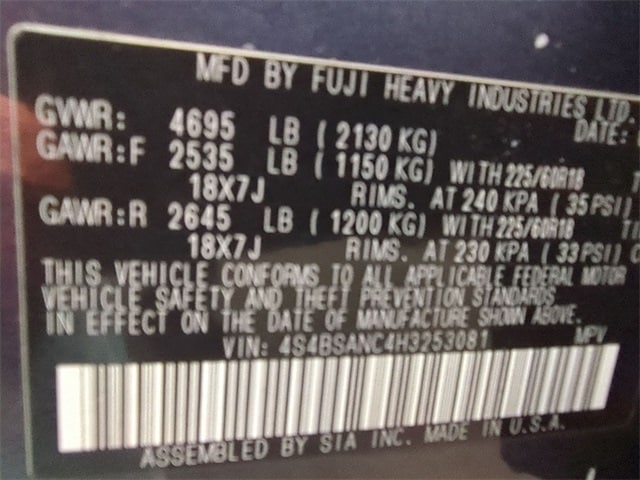 MFD BY FUJI HEAVY INDUSTRIES LTD.
DATE:
GVWR: 4695 LB ( 2130 KG)
GAWR:F 2535 LB ( 1150 KG) WITH 225/60R18
18X7J RIMS. AT 240 KPA ( 35 PSI)
GAWR:R 2645 LB ( 1200 KG) WITH 225/60R18
18X7J RIMS. AT 230 KPA ( 33 PSI) C
THIS VEHICLE CONFORMS TO ALL APPLICABLE FEDERAL MOTOR
VEHICLE SAFETY AND THEFT PREVENTION STANDARDS
IN EFFECT ON THE DATE OF MANUFACTURE SHOWN ABOVE.
VIN: 4S4BSANC4H3253081 MPV
ASSEMBLED BY SIA INC. MADE IN U.S.A.